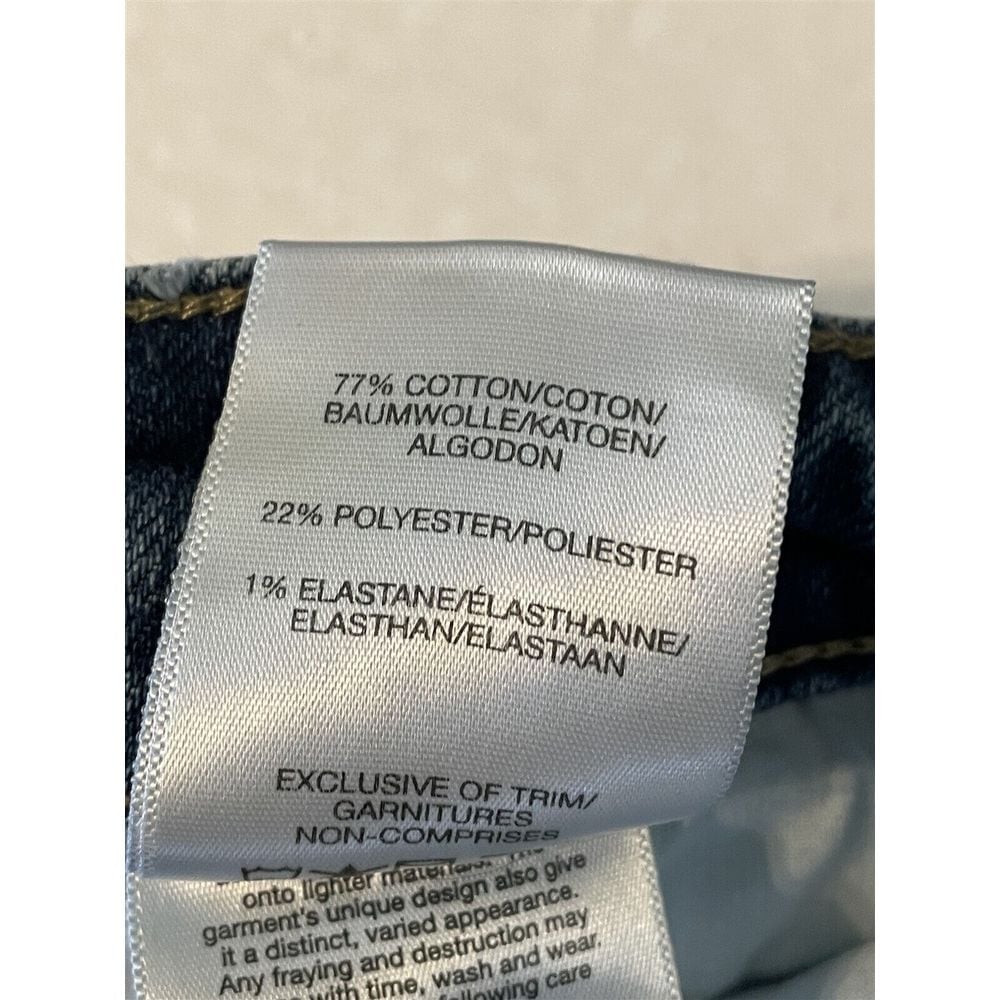 77% COTTON/COTON/
BAUMWOLLE/KATOEN/
ALGODON
22% POLYESTER/POLIESTER
1% ELASTANE/ÉLASTHANNE/
ELASTHAN/ELASTAAN
EXCLUSIVE OF TRIM/
GARNITURES
NON-COMPRISES
onto lighter
garment's unique design also give
it a distinct, varied appearance.
Any fraying and destruction may
with time, wash and wear.
following care